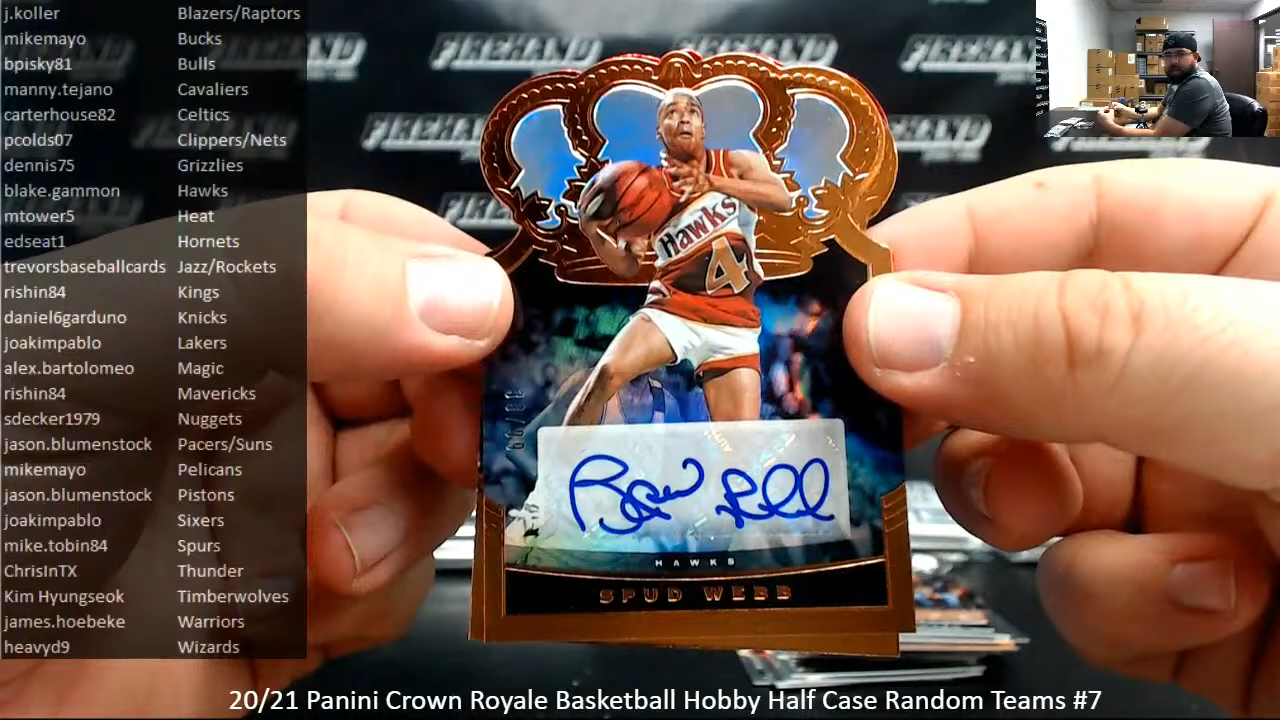 j.koller Blazers/Raptors
mikemayo Bucks
bpisky81 Bulls
manny.tejano Cavaliers
carterhouse82 Celtics
pcolds07 Clippers/Nets
dennis75 Grizzlies
blake.gammon Hawks
mtower5 Heat
edseat1 Hornets
trevorsbaseballcards Jazz/Rockets
rishin84 Kings
daniel6garduno Knicks
joakimpablo Lakers
alex.bartolomeo Magic
rishin84 Mavericks
sdecker1979 Nuggets
jason.blumenstock Pacers/Suns
mikemayo Pelicans
jason.blumenstock Pistons
joakimpablo Sixers
mike.tobin84 Spurs
ChrisInTX Thunder
Kim Hyungseok Timberwolves
james.hoebeke Warriors
heavyd9 Wizards
FIREHAND
FIREHAND
FIREHAND
Hawks
4
HAWKS
SPUD WEBB
20/21 Panini Crown Royale Basketball Hobby Half Case Random Teams #7